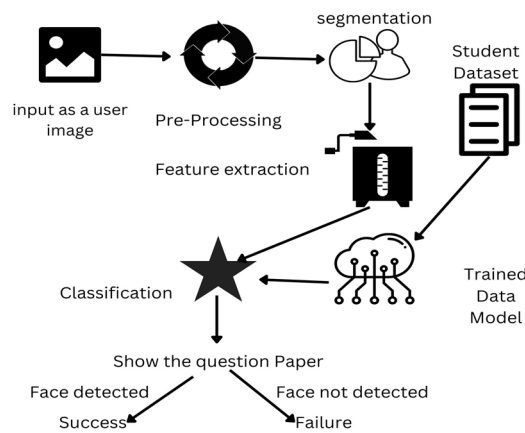 segmentation
Student
Dataset
input as a user
image
Pre-Processing
Feature extraction
Classification
Trained
Data
Model
Show the question Paper
Face detected
Face not detected
Success
Failure